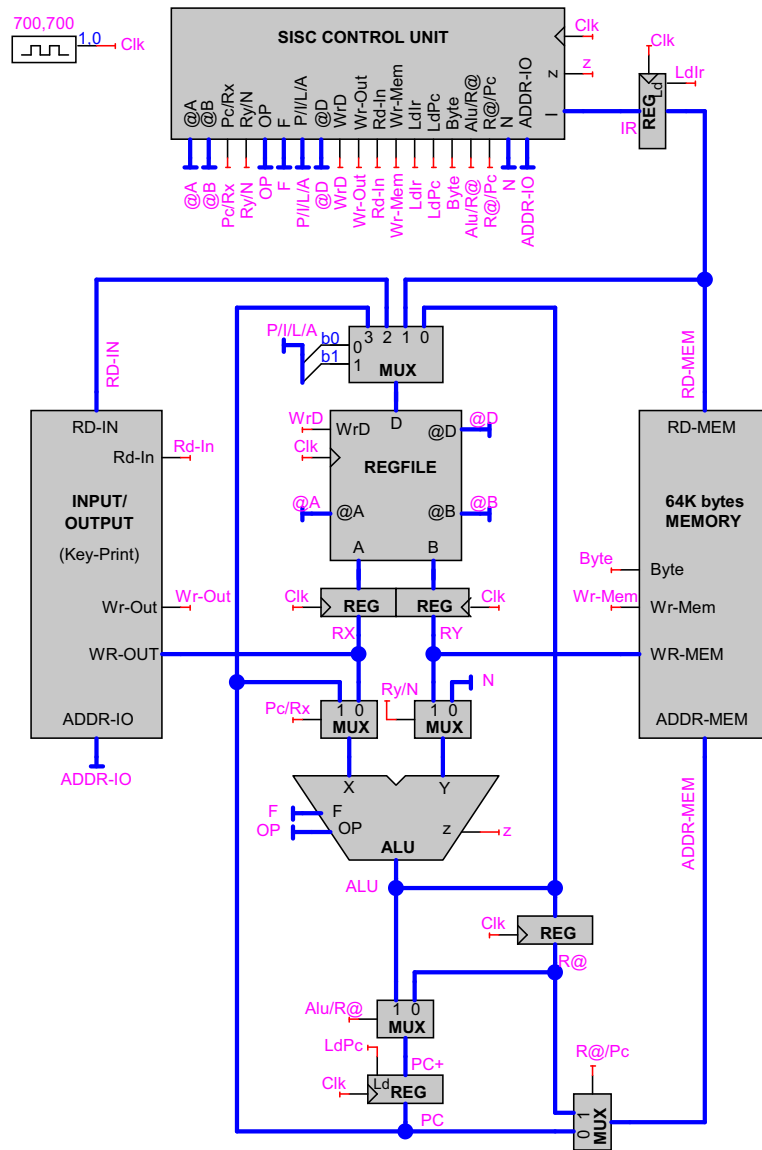 700,700
1,0 Clk
SISC CONTROL UNIT
Clk
z z
I
@A @B Pc/Rx Ry/N OP F P/I/L/A @D WrD Wr-Out Rd-In Wr-Mem LdIr LdPc Byte Alu/R@ R@/Pc N ADDR-IO
@A @B Pc/Rx Ry/N OP F P/I/L/A @D WrD Wr-Out Rd-In Wr-Mem LdIr LdPc Byte Alu/R@ R@/Pc N ADDR-IO
Clk
LdIr
Ld
REG
IR
P/I/L/A
b0 0
b1 1
3 2 1 0
MUX
RD-IN
RD-MEM
RD-IN
Rd-In Rd-In
INPUT/
OUTPUT
(Key-Print)
Wr-Out Wr-Out
WR-OUT
ADDR-IO
ADDR-IO
D
WrD WrD
@D @D
Clk
REGFILE
@A @A
@B @B
A B
RD-MEM
64K bytes
MEMORY
Byte Byte
Wr-Mem Wr-Mem
WR-MEM
ADDR-MEM
ADDR-MEM
Clk REG REG Clk
RX RY
Ry/N N
Pc/Rx
1 0
MUX
1 0
MUX
X Y
F F
OP OP
z z
ALU
ALU
Clk REG
R@
Alu/R@
1 0
MUX
LdPc
PC+
Ld
Clk REG
PC
R@/Pc
0 1
MUX